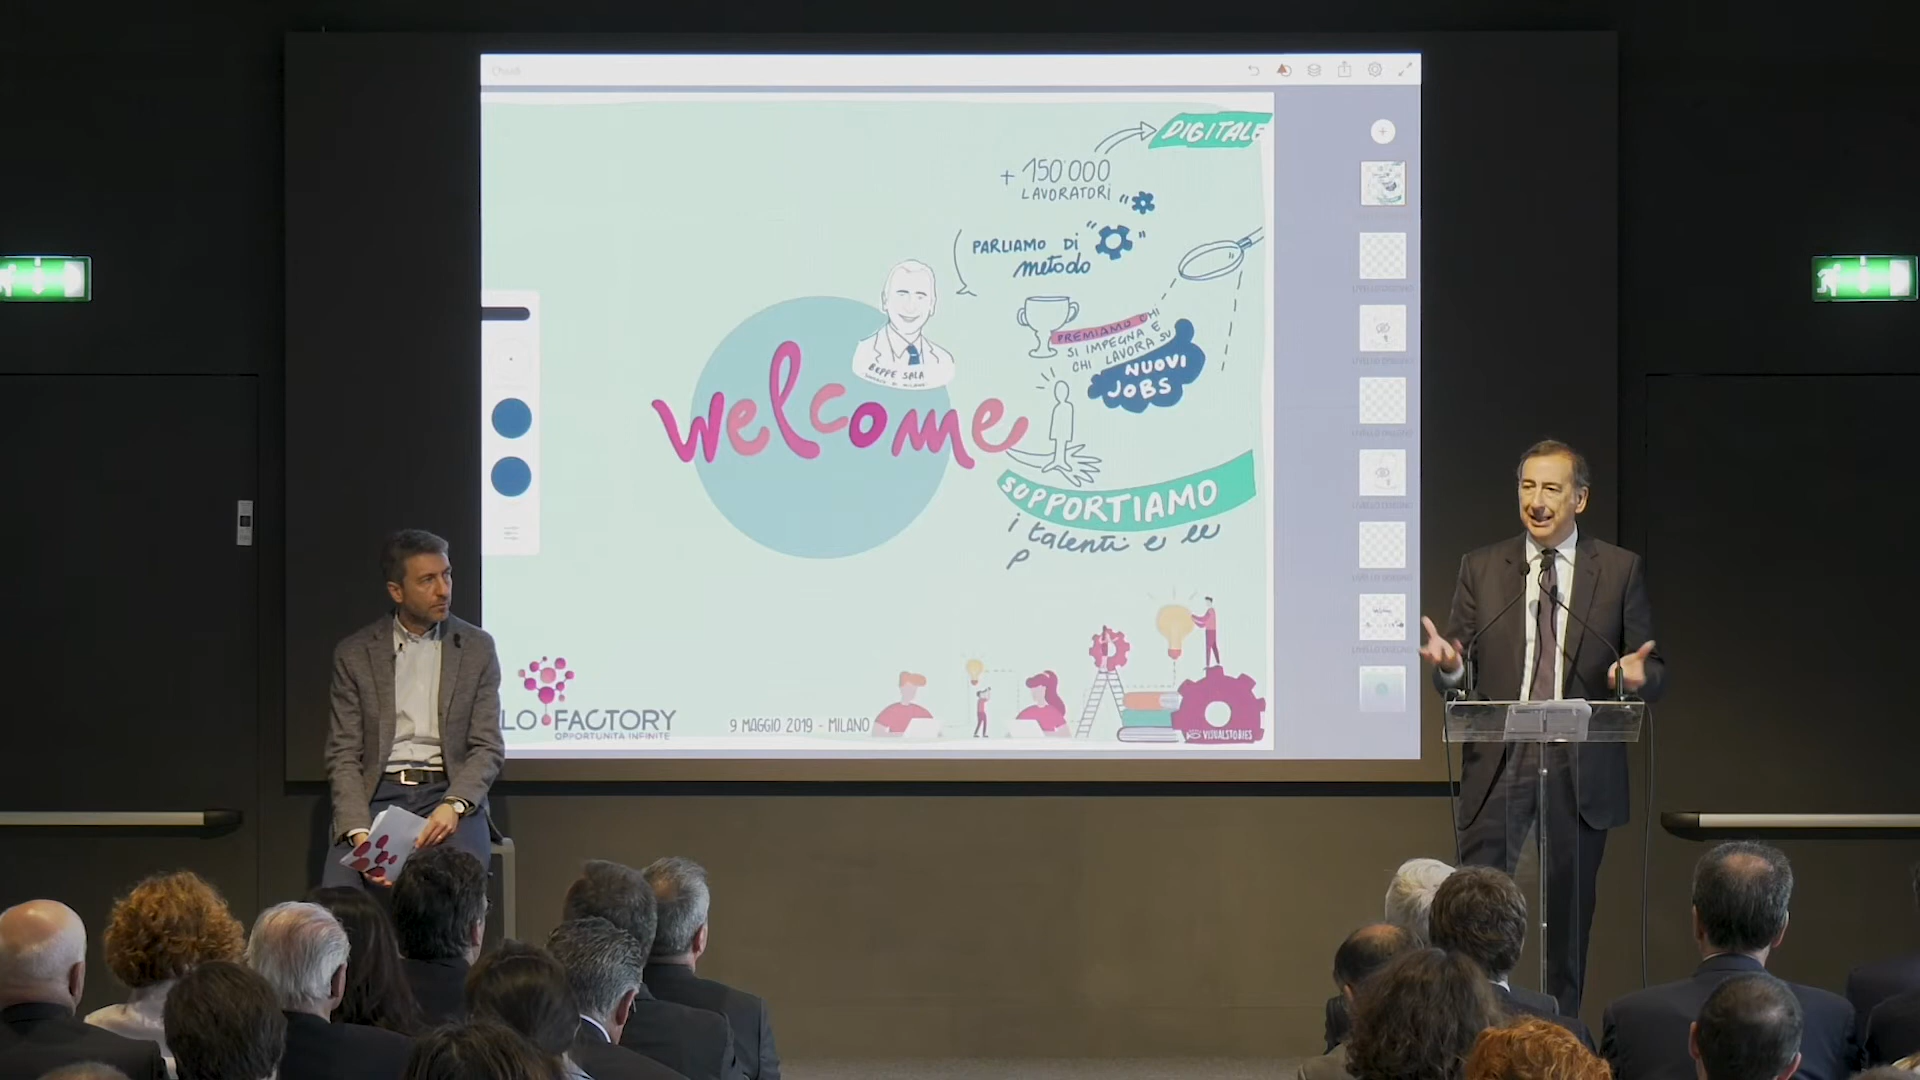 DIGITALE
+ 150'000
LAVORATORI
PARLIAMO DI
metodo
BEPPE SALA
PREMIAMO CHI
SI IMPEGNA E
CHI LAVORA SU
NUOVI
JOBS
welcome
SUPPORTIAMO
i talenti e le
P
LO FACTORY
OPPORTUNITÀ INFINITE
9 MAGGIO 2019 - MILANO
VISUALSTORIES